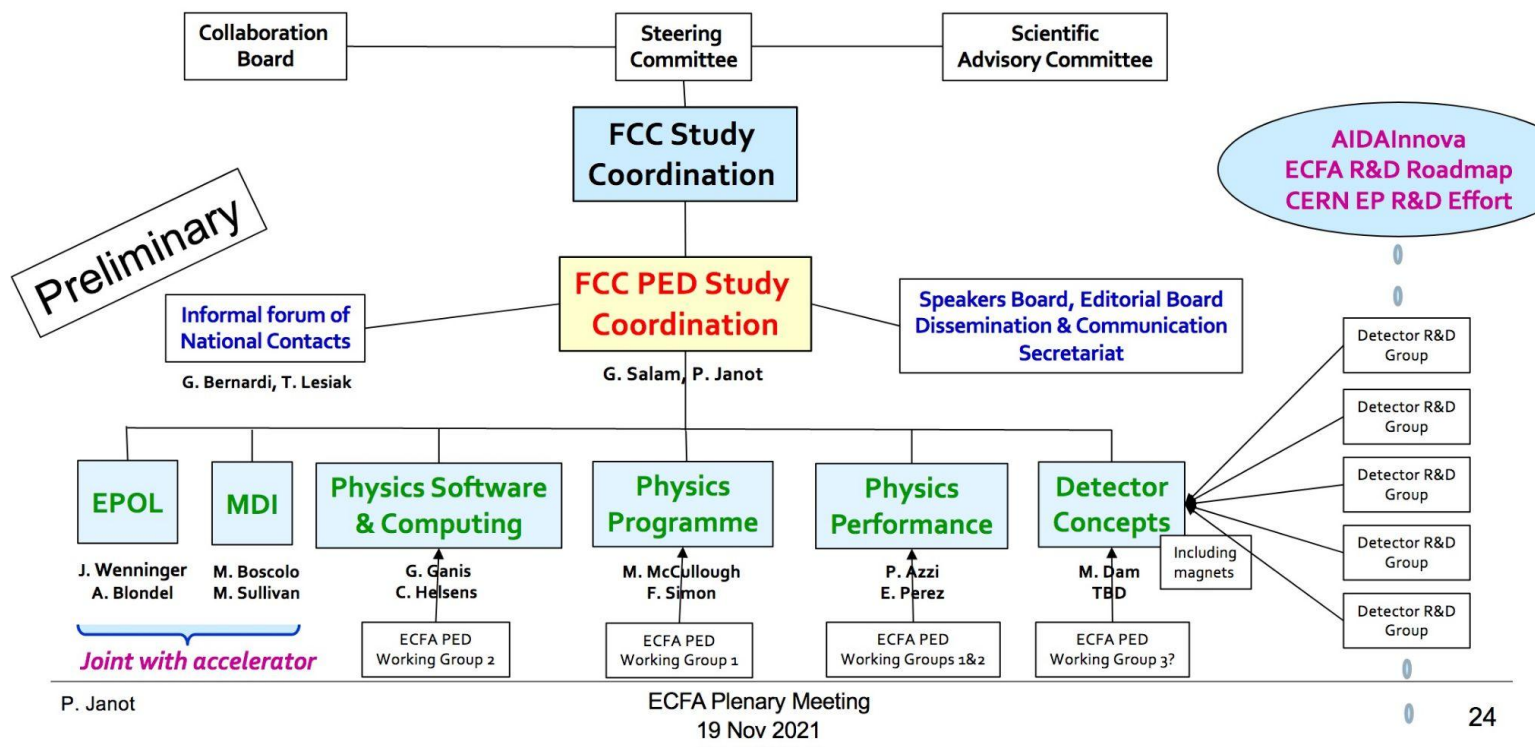 Collaboration
Board
Steering
Committee
Scientific
Advisory Committee
FCC Study
Coordination
AIDAInnova
ECFA R&D Roadmap
CERN EP R&D Effort
Preliminary
FCC PED Study
Coordination
G. Salam, P. Janot
Informal forum of
National Contacts
G. Bernardi, T. Lesiak
Speakers Board, Editorial Board
Dissemination & Communication
Secretariat
Detector R&D
Group
Detector R&D
Group
Detector R&D
Group
Detector R&D
Group
Detector R&D
Group
EPOL
J. Wenninger
A. Blondel
MDI
M. Boscolo
M. Sullivan
Joint with accelerator
Physics Software
& Computing
G. Ganis
C. Helsens
ECFA PED
Working Group 2
Physics
Programme
M. McCullough
F. Simon
ECFA PED
Working Group 1
Physics
Performance
P. Azzi
E. Perez
ECFA PED
Working Groups 1&2
Detector
Concepts
Including
magnets
M. Dam
TBD
ECFA PED
Working Group 3?
P. Janot
ECFA Plenary Meeting
19 Nov 2021
24